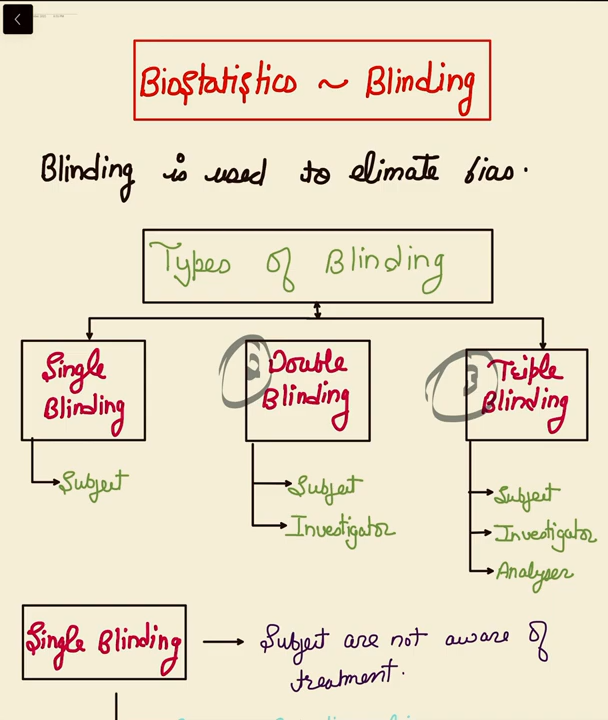 Biostatistics ~ Blinding
Blinding is used to elimate bias.
Types of Blinding
Single
Blinding
Double
Blinding
Triple
Blinding
Subject
Subject
Investigator
Subject
Investigator
Analyser
Single Blinding → Subject are not aware of
treatment.